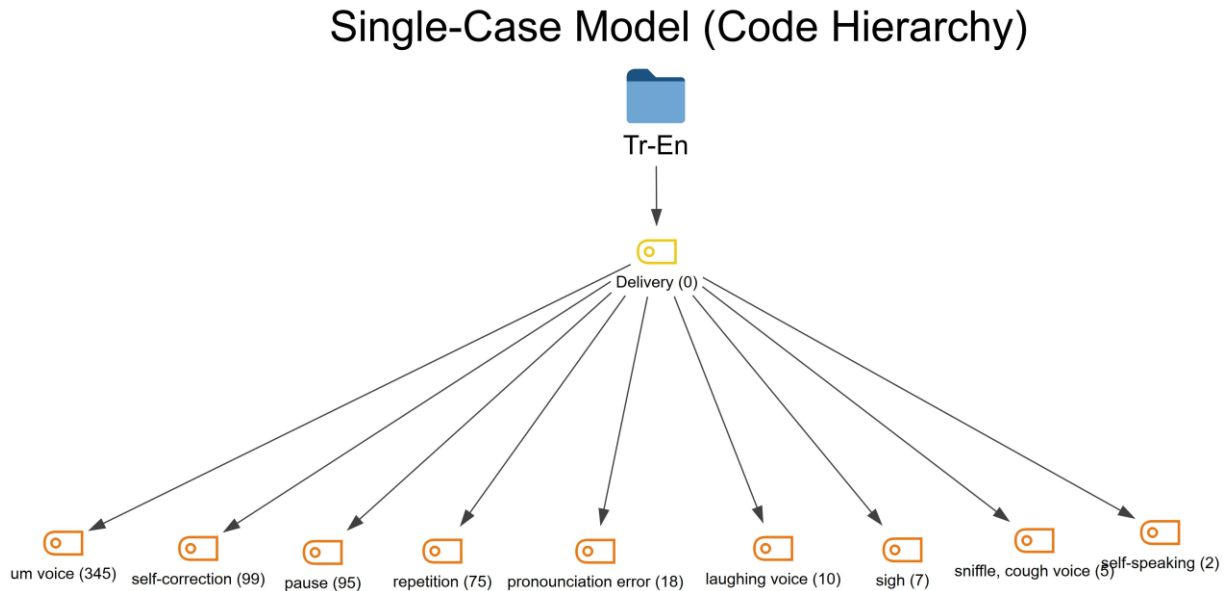 Single-Case Model (Code Hierarchy)
Tr-En
Delivery (0)
um voice (345)
self-correction (99)
pause (95)
repetition (75)
pronounciation error (18)
laughing voice (10)
sigh (7)
sniffle, cough voice (5)
self-speaking (2)